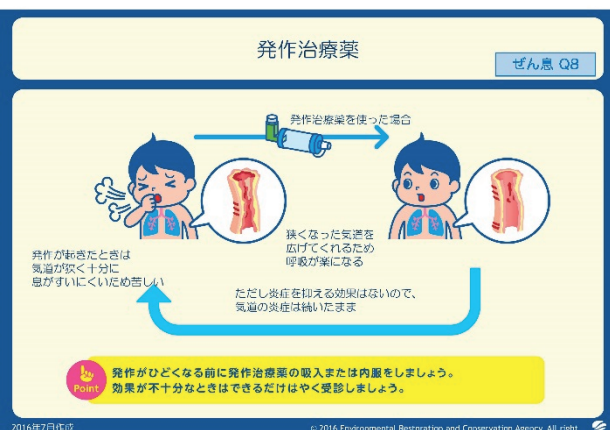 発作治療薬
ぜん息 Q8
発作治療薬を使った場合
発作が起きたときは
気道が狭く十分に
息がすいにくいため苦しい
狭くなった気道を
広げてくれるため
呼吸が楽になる
ただし炎症を抑える効果はないので、
気道の炎症は続いたまま
Point
発作がひどくなる前に発作治療薬の吸入または内服をしましょう。
効果が不十分なときはできるだけはやく受診しましょう。
2016年7月作成
© 2016 Environmental Restoration and Conservation Agency. All right